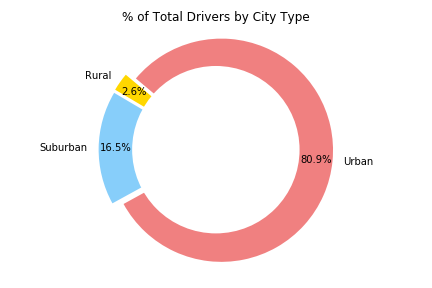 % of Total Drivers by City Type
Rural
2.6%
Suburban
16.5%
80.9%
Urban